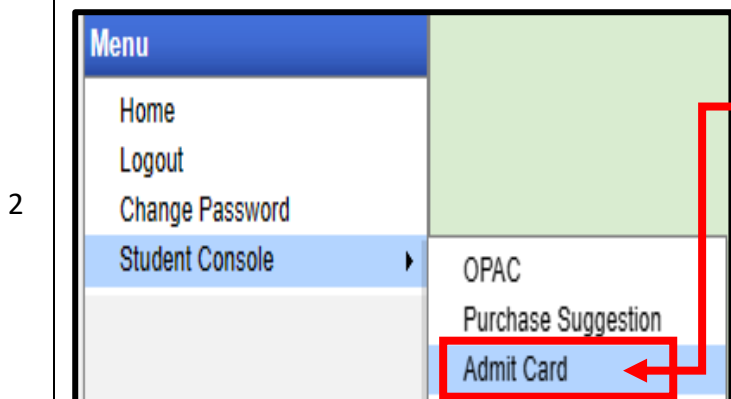 Menu
Home
Logout
Change Password
2
Student Console
OPAC
Purchase Suggestion
Admit Card